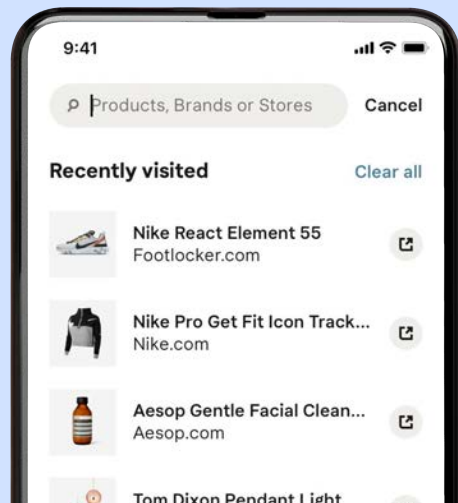 9:41
Products, Brands or Stores
Cancel
Recently visited
Clear all
Nike React Element 55
Footlocker.com
Nike Pro Get Fit Icon Track...
Nike.com
Aesop Gentle Facial Clean...
Aesop.com
Tom Dixon Pendant Light